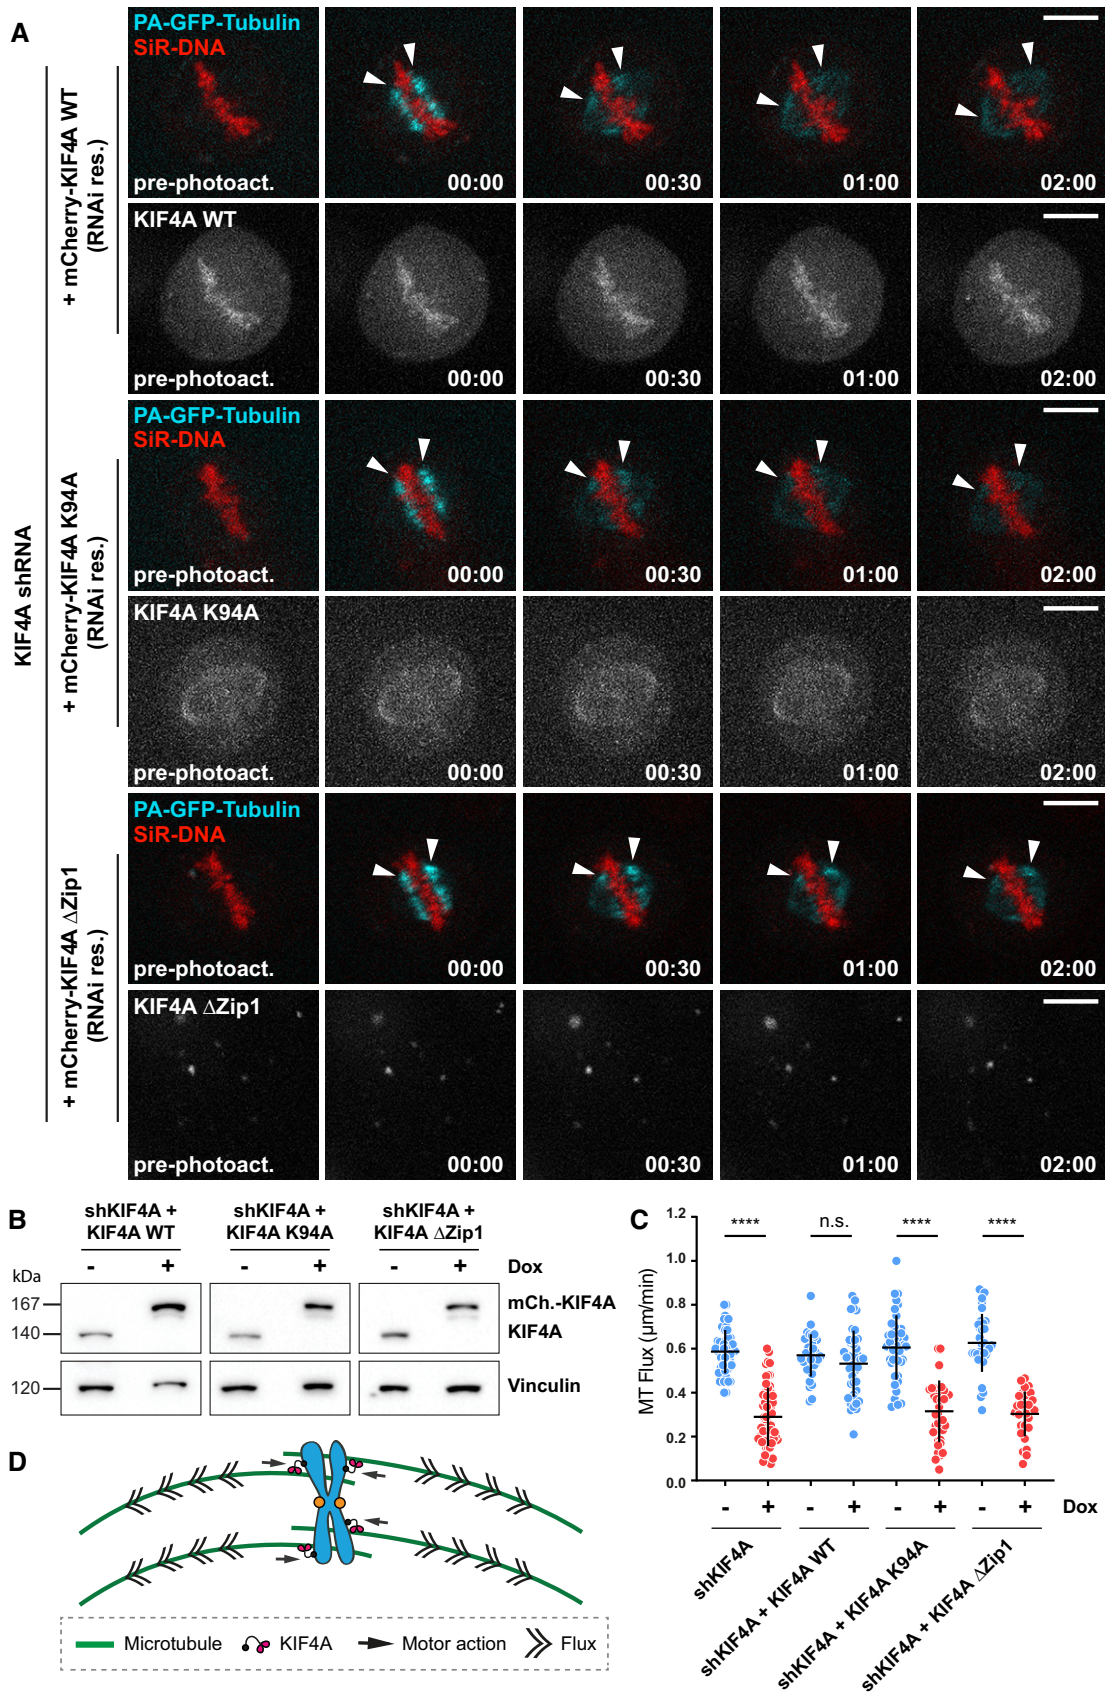 A
KIF4A shRNA
+ mCherry-KIF4A WT
(RNAi res.)
PA-GFP-Tubulin
SiR-DNA
pre-photoact.
00:00
00:30
01:00
02:00
KIF4A WT
pre-photoact.
00:00
00:30
01:00
02:00
+ mCherry-KIF4A K94A
(RNAi res.)
PA-GFP-Tubulin
SiR-DNA
pre-photoact.
00:00
00:30
01:00
02:00
KIF4A K94A
pre-photoact.
00:00
00:30
01:00
02:00
+ mCherry-KIF4A ΔZip1
(RNAi res.)
PA-GFP-Tubulin
SiR-DNA
pre-photoact.
00:00
00:30
01:00
02:00
KIF4A ΔZip1
pre-photoact.
00:00
00:30
01:00
02:00
B
shKIF4A +
KIF4A WT
shKIF4A +
KIF4A K94A
shKIF4A +
KIF4A ΔZip1
- + - + - + Dox
kDa
167
140
120
mCh.-KIF4A
KIF4A
Vinculin
C
MT Flux (µm/min)
1.2
1.0
0.8
0.6
0.4
0.2
0.0
**** n.s. **** ****
- + - + - + - + Dox
shKIF4A
shKIF4A + KIF4A WT
shKIF4A + KIF4A K94A
shKIF4A + KIF4A ΔZip1
D
Microtubule KIF4A Motor action Flux